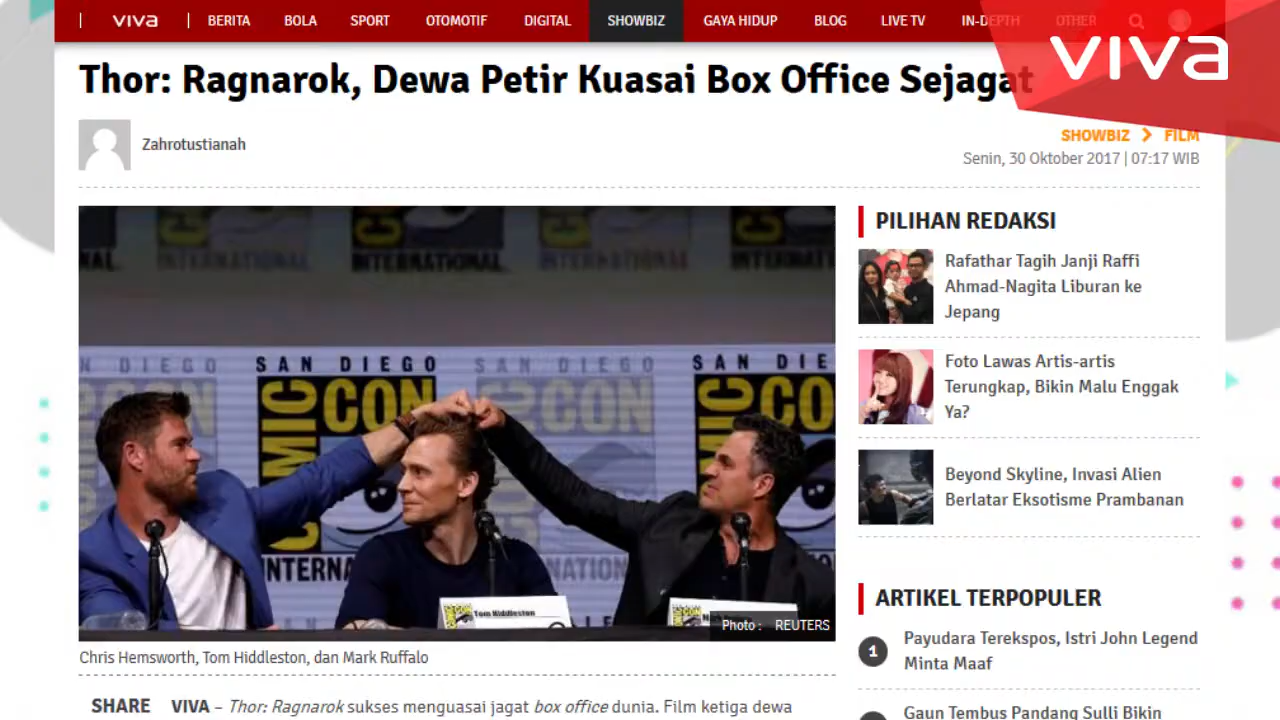 VIVA
BERITA
BOLA
SPORT
OTOMOTIF
DIGITAL
SHOWBIZ
GAYA HIDUP
BLOG
LIVE TV
IN-DEPTH
OTHER
VIVA
Thor: Ragnarok, Dewa Petir Kuasai Box Office Sejagat
Zahrotustianah
SHOWBIZ > FILM
Senin, 30 Oktober 2017 | 07:17 WIB
INTERNATIONAL
SAN DIEGO
COMIC CON
INTERNATIONAL
Tom Hiddleston
Photo : REUTERS
Chris Hemsworth, Tom Hiddleston, dan Mark Ruffalo
SHARE
VIVA – Thor: Ragnarok sukses menguasai jagat box office dunia. Film ketiga dewa
PILIHAN REDAKSI
Rafathar Tagih Janji Raffi
Ahmad-Nagita Liburan ke
Jepang
Foto Lawas Artis-artis
Terungkap, Bikin Malu Enggak
Ya?
Beyond Skyline, Invasi Alien
Berlatar Eksotisme Prambanan
ARTIKEL TERPOPULER
1
Payudara Terekspos, Istri John Legend
Minta Maaf
Gaun Tembus Pandang Sulli Bikin